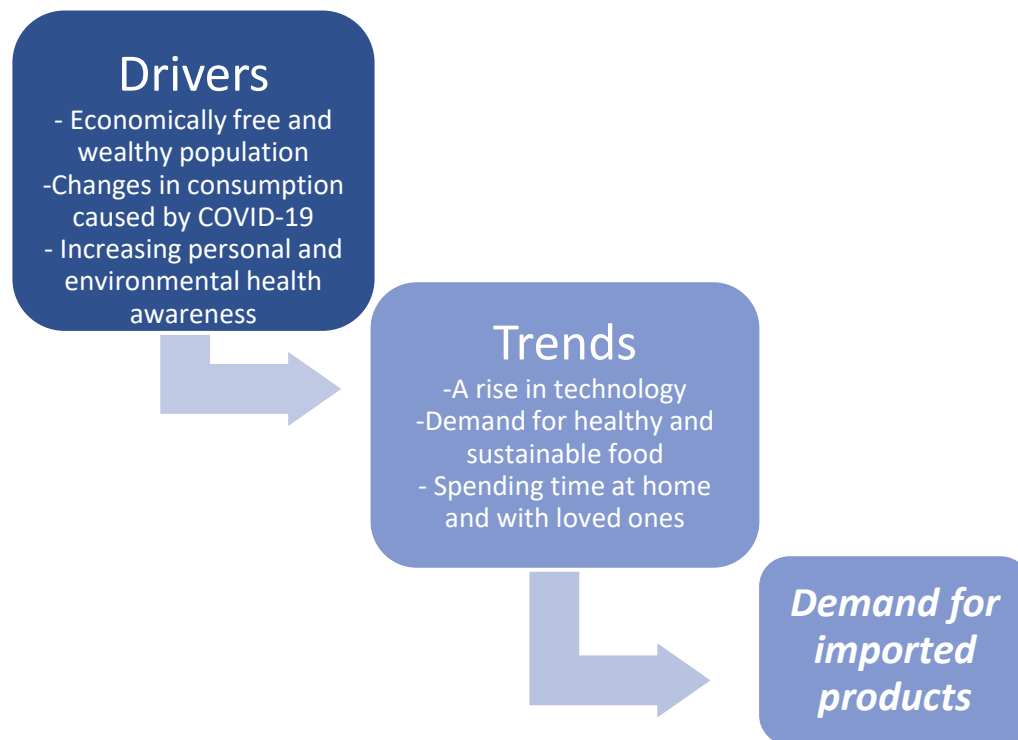 Drivers
- Economically free and
wealthy population
-Changes in consumption
caused by COVID-19
- Increasing personal and
environmental health
awareness
Trends
-A rise in technology
-Demand for healthy and
sustainable food
- Spending time at home
and with loved ones
Demand for
imported
products